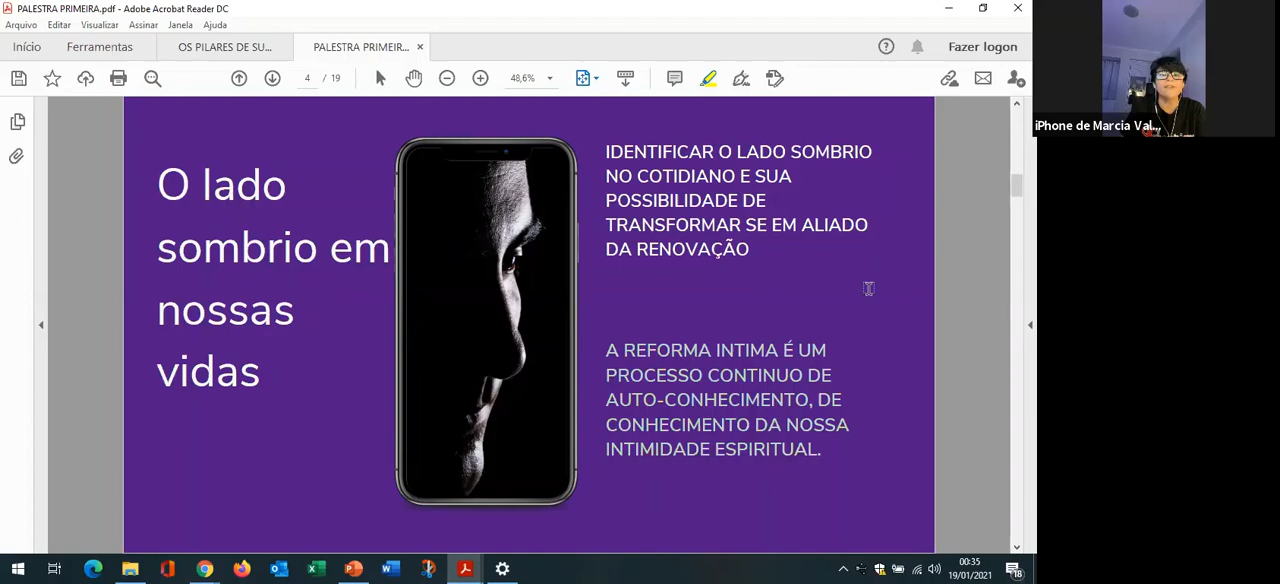 PALESTRA PRIMEIRA.pdf - Adobe Acrobat Reader DC
Arquivo Editar Visualizar Assinar Janela Ajuda
Início Ferramentas OS PILARES DE SU... PALESTRA PRIMEIR... × Fazer logon
4 / 19 48,6%
iPhone de Marcia Val...
O lado
sombrio em
nossas
vidas
IDENTIFICAR O LADO SOMBRIO
NO COTIDIANO E SUA
POSSIBILIDADE DE
TRANSFORMAR SE EM ALIADO
DA RENOVAÇÃO
A REFORMA INTIMA É UM
PROCESSO CONTINUO DE
AUTO-CONHECIMENTO, DE
CONHECIMENTO DA NOSSA
INTIMIDADE ESPIRITUAL.
00:35
19/01/2021
18